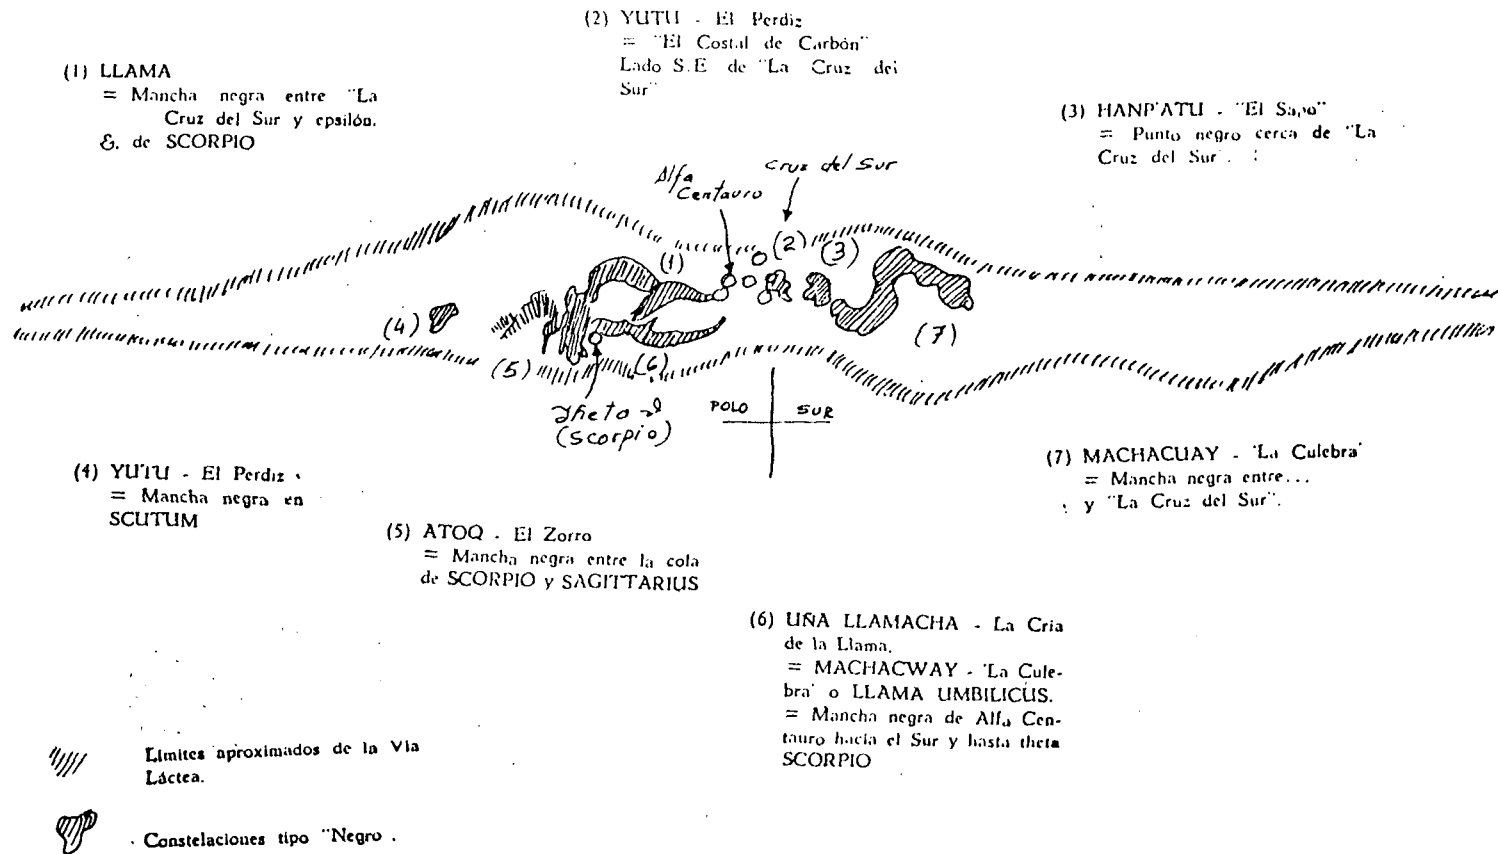 (2) YUTU - El Perdiz
= "El Costal de Carbón"
Lado S.E de "La Cruz del
Sur"
(1) LLAMA
= Mancha negra entre "La
Cruz del Sur y epsilón.
&. de SCORPIO
(3) HANP'ATU - "El Sapo"
= Punto negro cerca de "La
Cruz del Sur".
Alfa
Centauro
Cruz del Sur
(1)
(2)
(3)
(4)
(5)
(6)
(7)
theta
(scorpio)
POLO SUR
(4) YUTU - El Perdiz
= Mancha negra en
SCUTUM
(5) ATOQ - El Zorro
= Mancha negra entre la cola
de SCORPIO y SAGITTARIUS
(7) MACHACUAY - 'La Culebra'
= Mancha negra entre...
y "La Cruz del Sur".
(6) UÑA LLAMACHA - La Cria
de la Llama.
= MACHACWAY - 'La Cule-
bra' o LLAMA UMBILICUS.
= Mancha negra de Alfa Cen-
tauro hacia el Sur y hasta theta
SCORPIO
Limites aproximados de la Via
Láctea.
Constelaciones tipo "Negro.